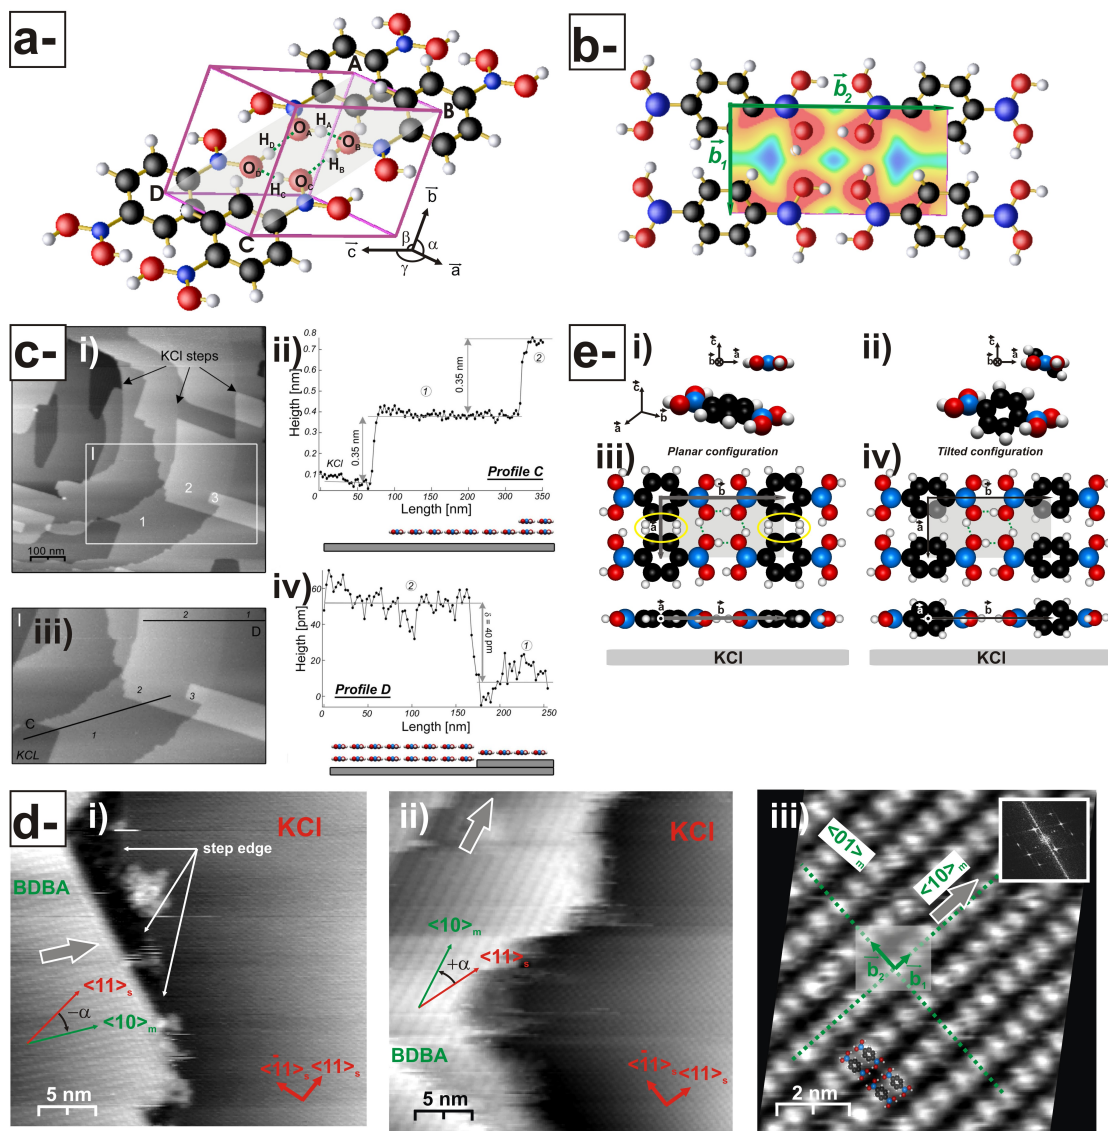 a-
A
B
H_A
H_D
O_A
O_B
O_D
H_B
O_C
H_C
D
C
b
c
β
α
γ
a
b-
b₂
b₁
c-
i)
KCl steps
I
2
3
1
100 nm
ii)
0.8
0.7
0.6
0.5
0.4
0.3
0.2
0.1
0
Heigth [nm]
KCl
0.35 nm
1
0.35 nm
2
Profile C
0 50 100 150 200 250 300 350
Length [nm]
I
iii)
2
1
D
2
3
C
1
KCL
iv)
60
40
20
0
Heigth [pm]
2
δ = 40 pm
1
Profile D
0 50 100 150 200 250
Length [nm]
e-
i)
c
b
a
c
a
b
Planar configuration
ii)
c
b
a
Tilted configuration
iii)
b
a
a
b
KCl
iv)
b
a
a
b
KCl
d-
i)
KCl
step edge
BDBA
<11>s
-α
<10>m
<1̄1>s
<11>s
5 nm
ii)
KCl
<10>m
+α
<11>s
BDBA
<1̄1>s
<11>s
5 nm
iii)
<01>m
<10>m
b₂
b₁
2 nm